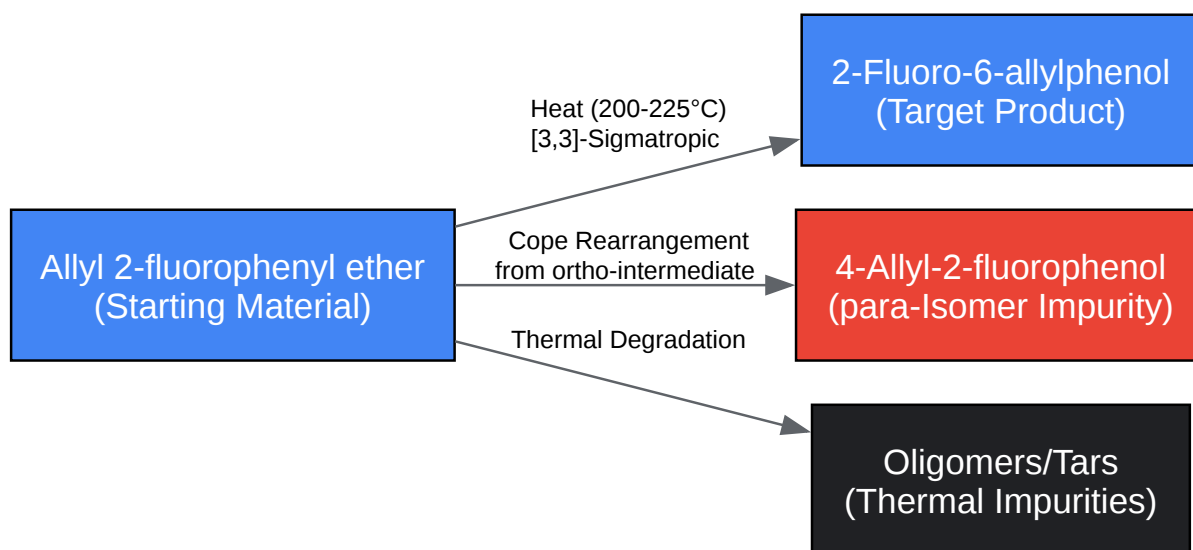 2-Fluoro-6-allylphenol
(Target Product)
Heat (200-225°C)
[3,3]-Sigmatropic
Allyl 2-fluorophenyl ether
(Starting Material)
Cope Rearrangement
from ortho-intermediate
4-Allyl-2-fluorophenol
(para-Isomer Impurity)
Thermal Degradation
Oligomers/Tars
(Thermal Impurities)